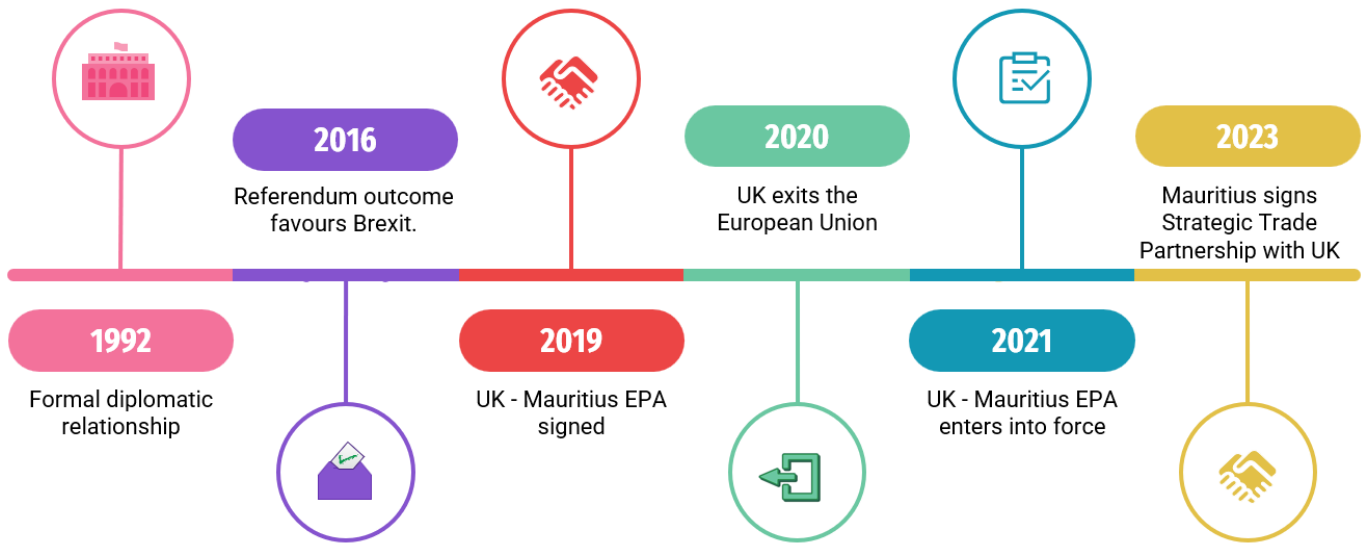 1992
Formal diplomatic
relationship
2016
Referendum outcome
favours Brexit.
2019
UK - Mauritius EPA
signed
2020
UK exits the
European Union
2021
UK - Mauritius EPA
enters into force
2023
Mauritius signs
Strategic Trade
Partnership with UK